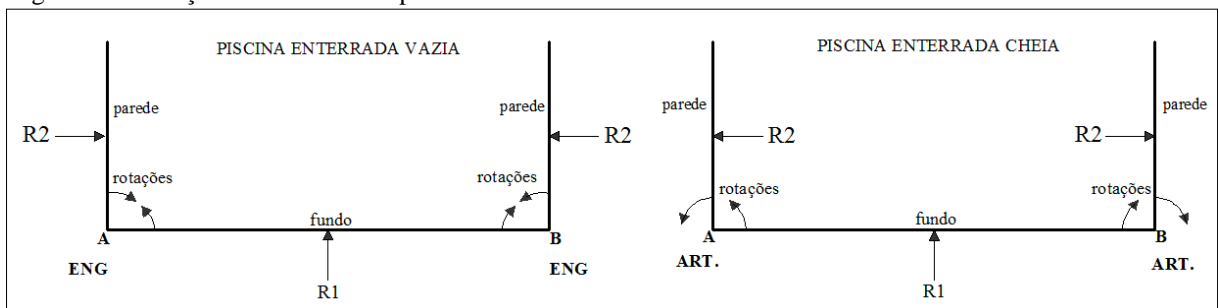 PISCINA ENTERRADA VAZIA
parede
parede
R2
R2
rotações
rotações
fundo
A
B
ENG
ENG
R1
PISCINA ENTERRADA CHEIA
parede
parede
R2
R2
rotações
rotações
fundo
A
B
ART.
ART.
R1